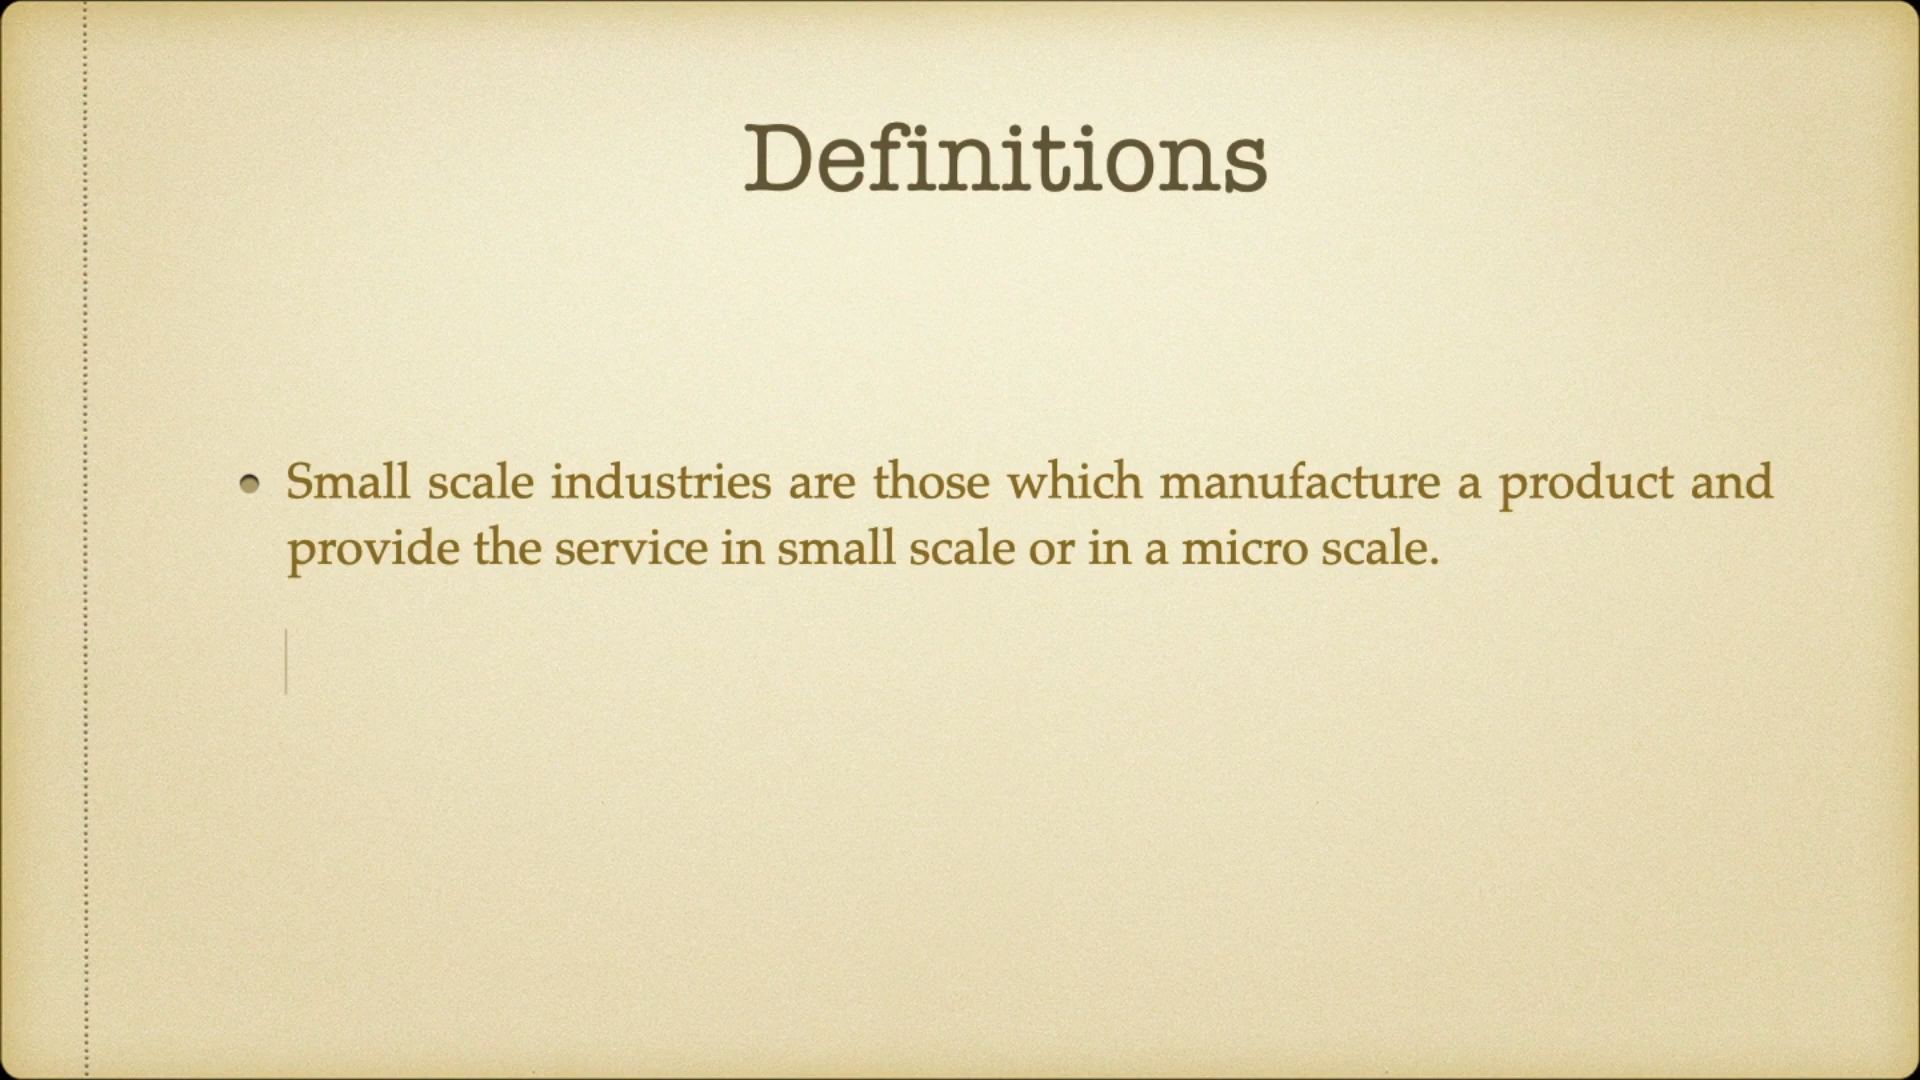 Definitions
Small scale industries are those which manufacture a product and
provide the service in small scale or in a micro scale.